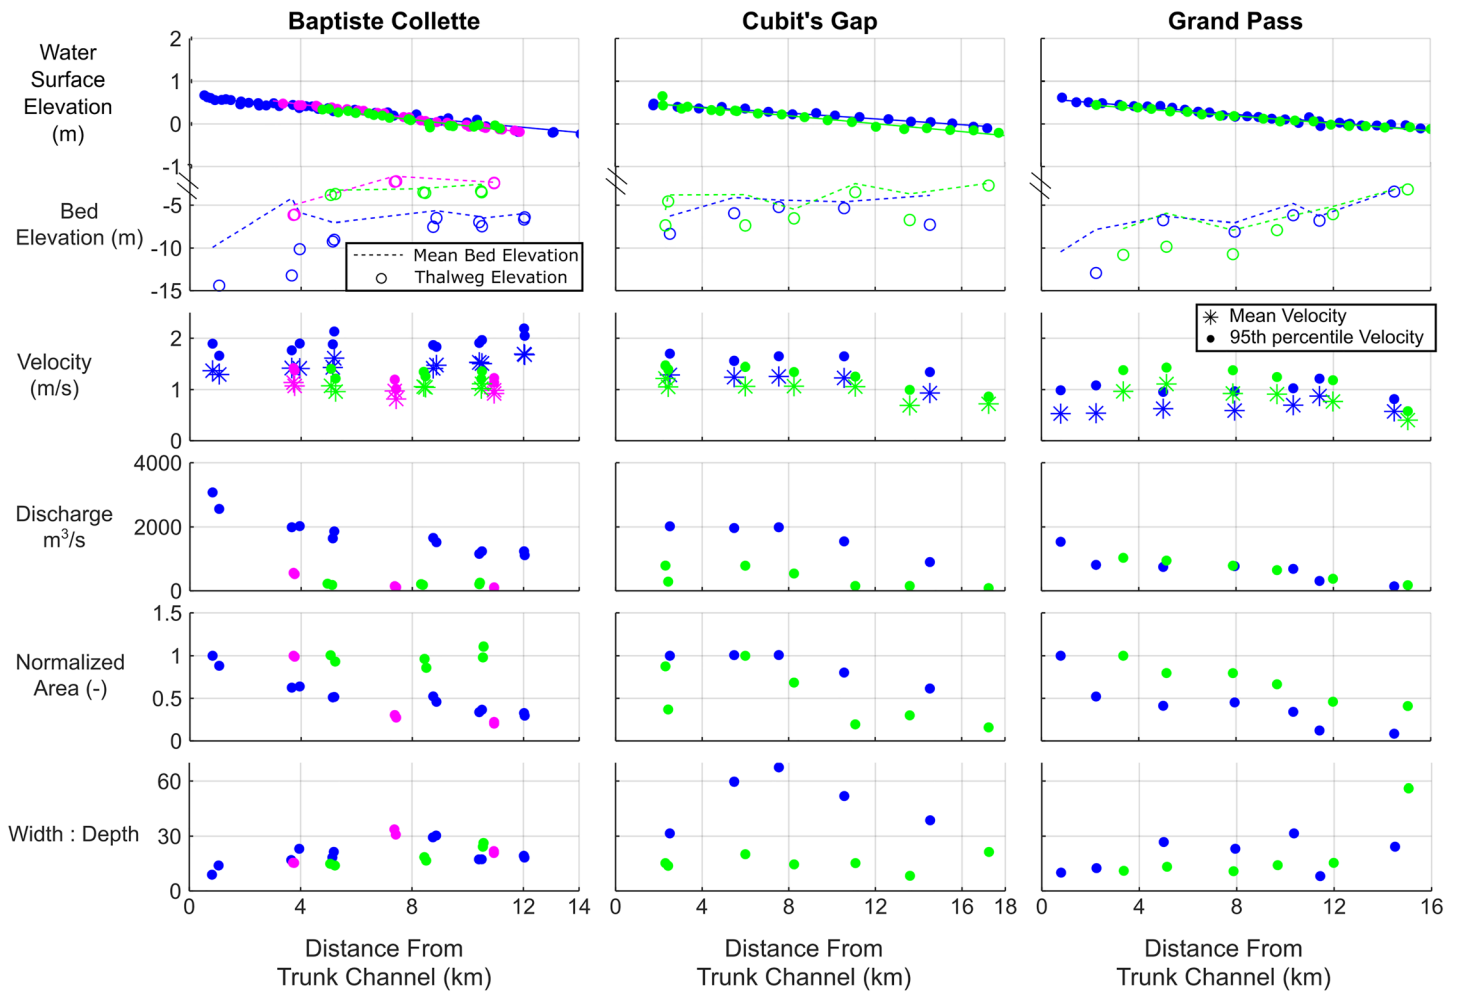 Baptiste Collette
Cubit's Gap
Grand Pass
Water
Surface
Elevation
(m)
2
1
0
-1
Bed
Elevation (m)
-5
-10
-15
Mean Bed Elevation
Thalweg Elevation
Mean Velocity
95th percentile Velocity
Velocity
(m/s)
2
1
0
Discharge
m³/s
4000
2000
0
Normalized
Area (-)
1.5
1
0.5
0
Width : Depth
60
30
0
0 4 8 12 14
0 4 8 12 16 18
0 4 8 12 16
Distance From
Trunk Channel (km)
Distance From
Trunk Channel (km)
Distance From
Trunk Channel (km)